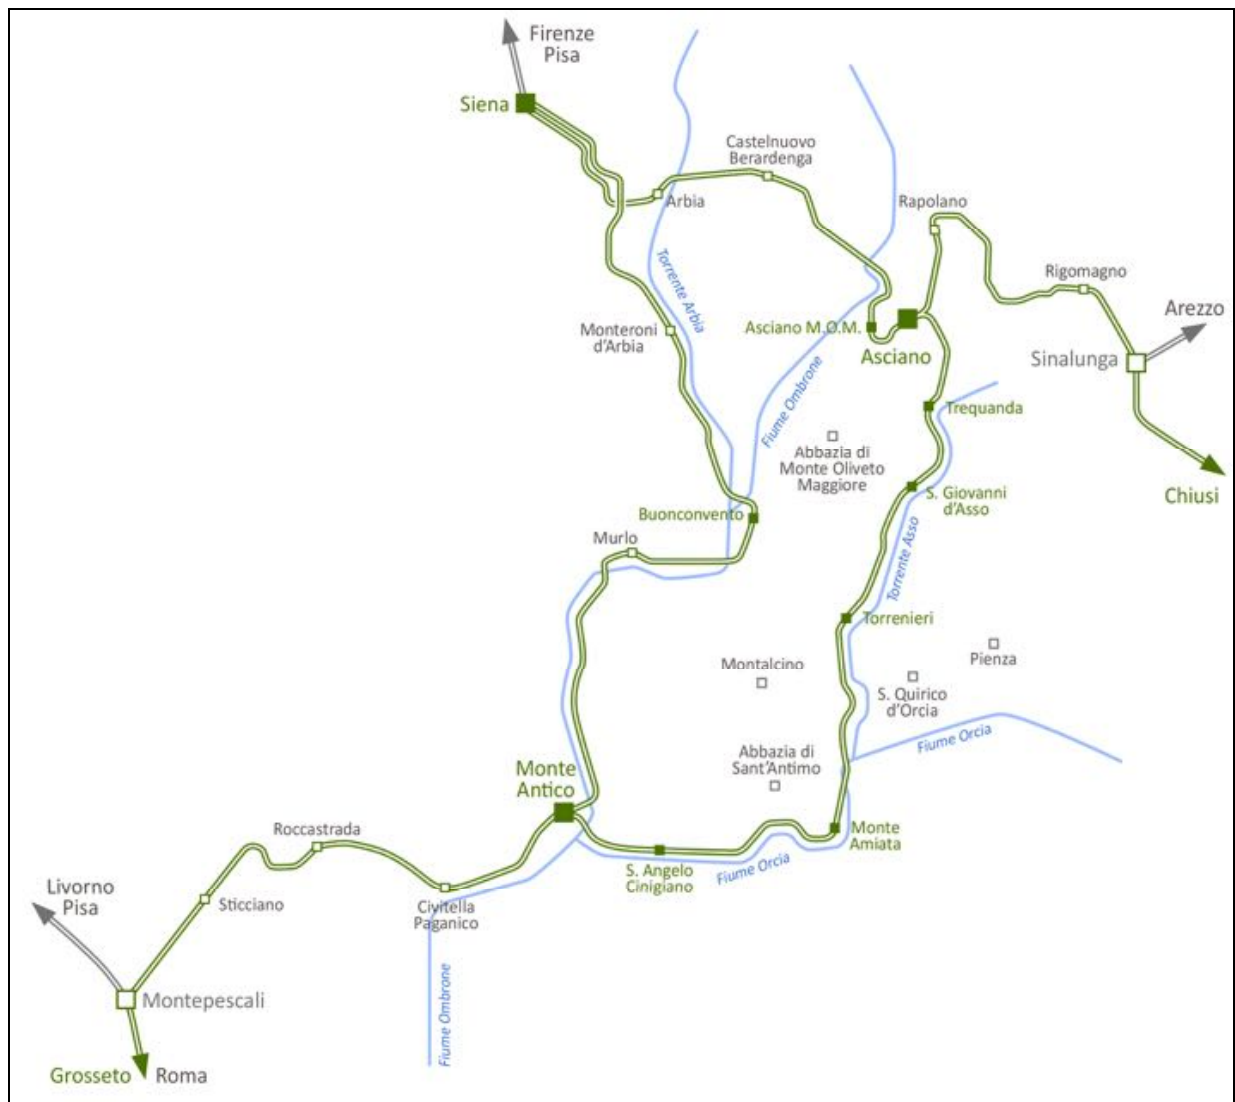 Firenze
Pisa
Siena
Castelnuovo
Berardenga
Arbia
Rapolano
Torrente Arbia
Rigomagno
Arezzo
Monteroni
d'Arbia
Asciano M.O.M.
Asciano
Sinalunga
Fiume Ombrone
Trequanda
Abbazia di
Monte Oliveto
Maggiore
S. Giovanni
d'Asso
Chiusi
Buonconvento
Murlo
Torrente Asso
Torrenieri
Montalcino
Pienza
S. Quirico
d'Orcia
Fiume Orcia
Abbazia di
Sant'Antimo
Monte
Antico
Roccastrada
Monte
Amiata
S. Angelo
Cinigiano
Fiume Orcia
Livorno
Pisa
Sticciano
Civitella
Paganico
Fiume Ombrone
Montepescali
Grosseto
Roma